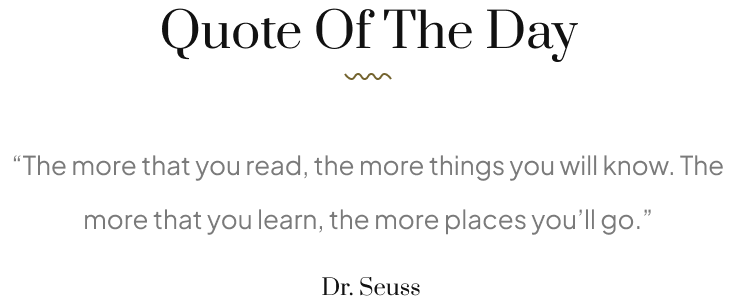 Quote Of The Day
“The more that you read, the more things you will know. The
more that you learn, the more places you’ll go.”
Dr. Seuss